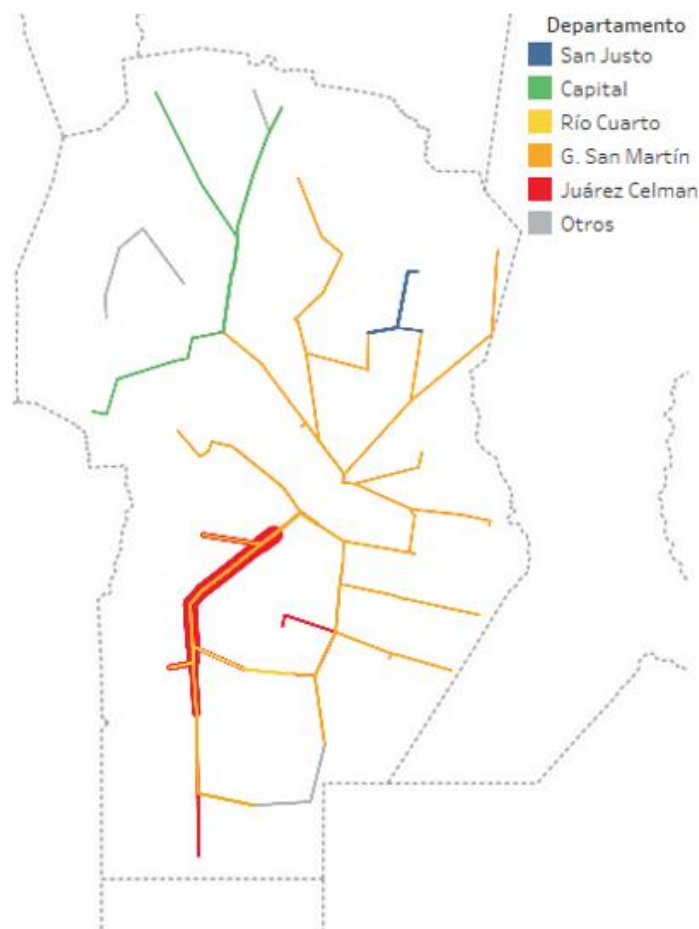 Departamento
San Justo
Capital
Río Cuarto
G. San Martín
Juárez Celman
Otros